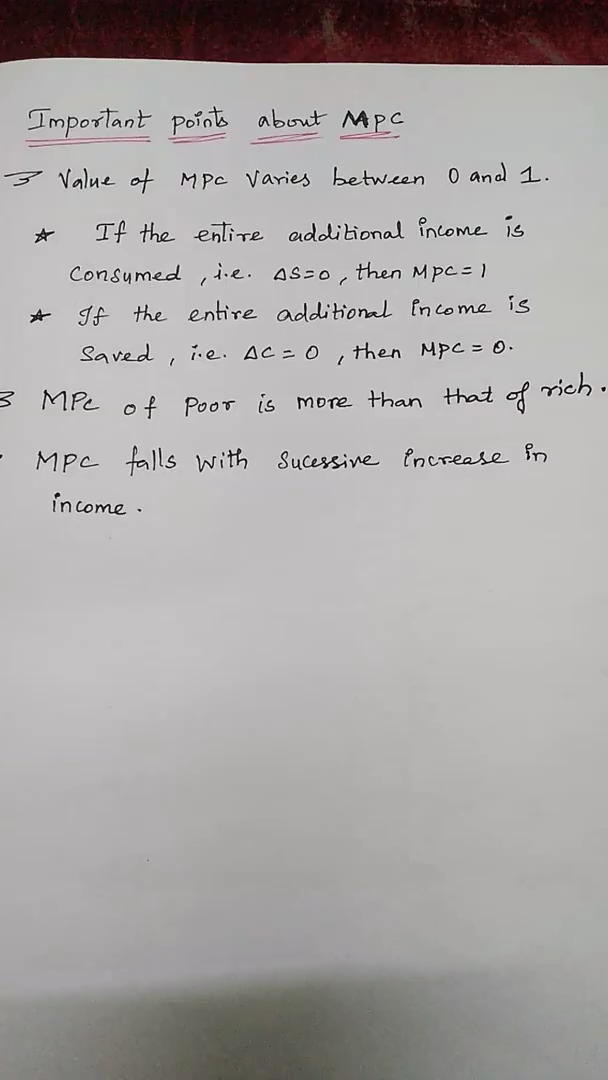 Important points about MPC
Value of MPC varies between 0 and 1.
★ If the entire additional income is
Consumed, i.e. ΔS=0, then MPC=1
★ If the entire additional income is
Saved, i.e. ΔC = 0, then MPC = 0.
MPC of Poor is more than that of rich.
MPC falls with Sucessive increase in
income.